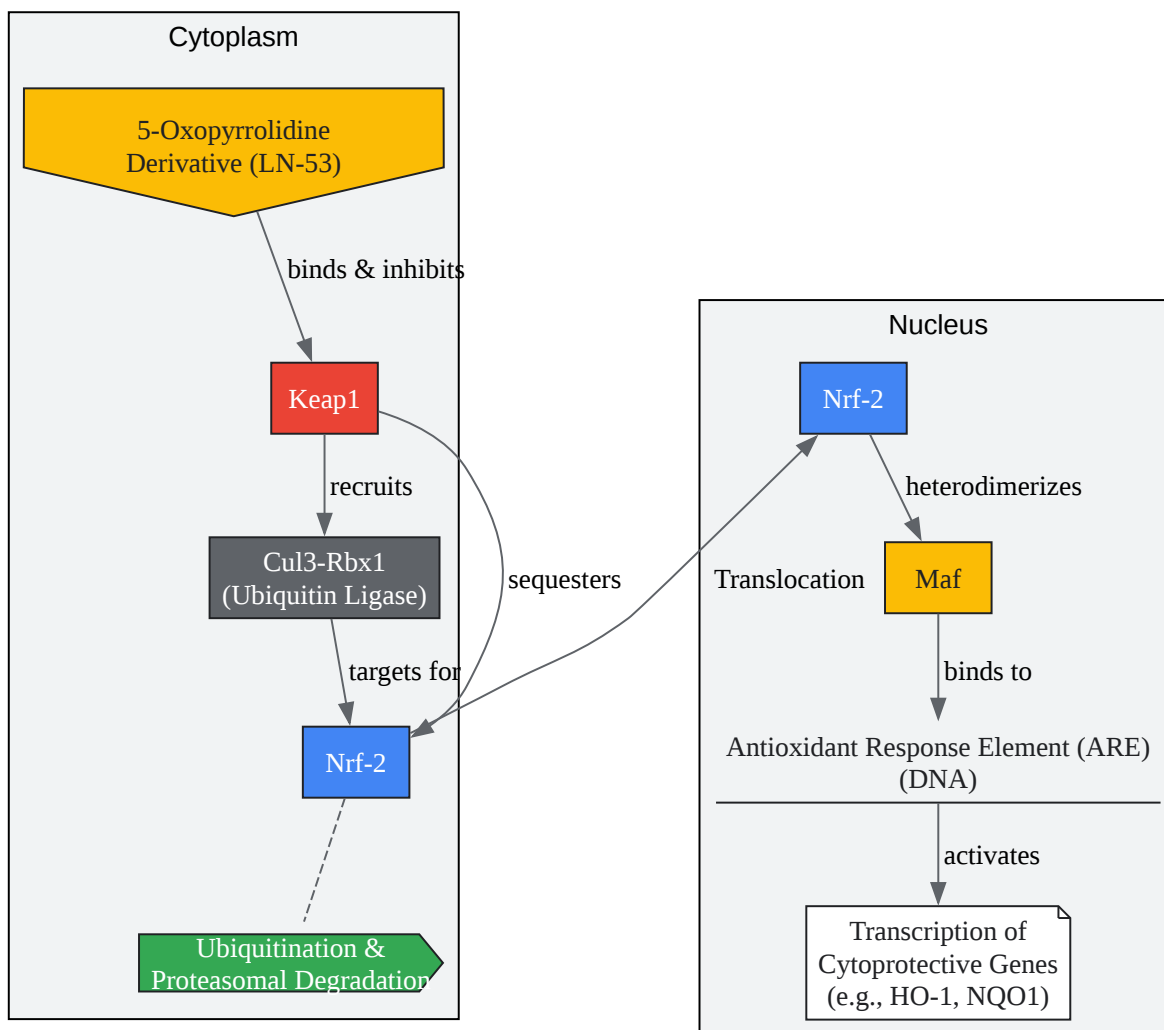 Cytoplasm
5-Oxopyrrolidine
Derivative (LN-53)
binds & inhibits
Keap1
recruits
Cul3-Rbx1
(Ubiquitin Ligase)
sequesters
targets for
Nrf-2
Ubiquitination &
Proteasomal Degradation
Translocation
Nucleus
Nrf-2
heterodimerizes
Maf
binds to
Antioxidant Response Element (ARE)
(DNA)
activates
Transcription of
Cytoprotective Genes
(e.g., HO-1, NQO1)